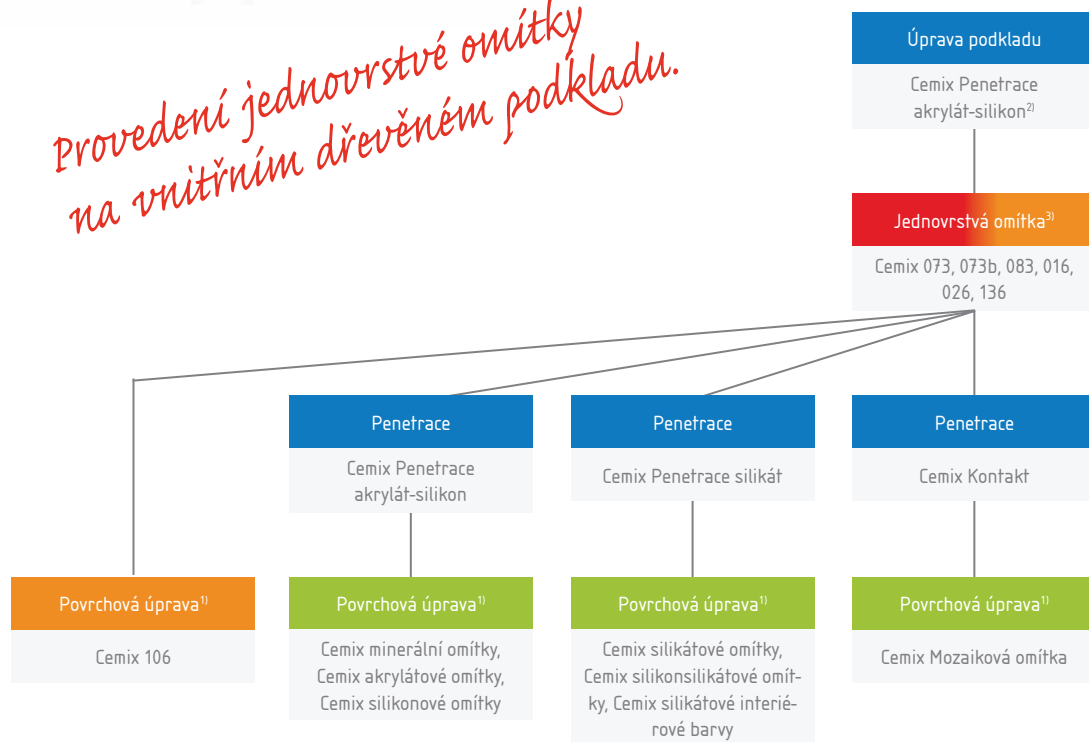 Provedení jednovrstvé omítky
na vnitřním dřevěném podkladu.
Úprava podkladu
Cemix Penetrace
akrylát-silikon2)
Jednovrstvá omítka3)
Cemix 073, 073b, 083, 016,
026, 136
Penetrace
Cemix Penetrace
akrylát-silikon
Penetrace
Cemix Penetrace silikát
Penetrace
Cemix Kontakt
Povrchová úprava1)
Cemix 106
Povrchová úprava1)
Cemix minerální omítky,
Cemix akrylátové omítky,
Cemix silikonové omítky
Povrchová úprava1)
Cemix silikátové omítky,
Cemix silikonsilikátové omít-
ky, Cemix silikátové interié-
rové barvy
Povrchová úprava1)
Cemix Mozaiková omítka